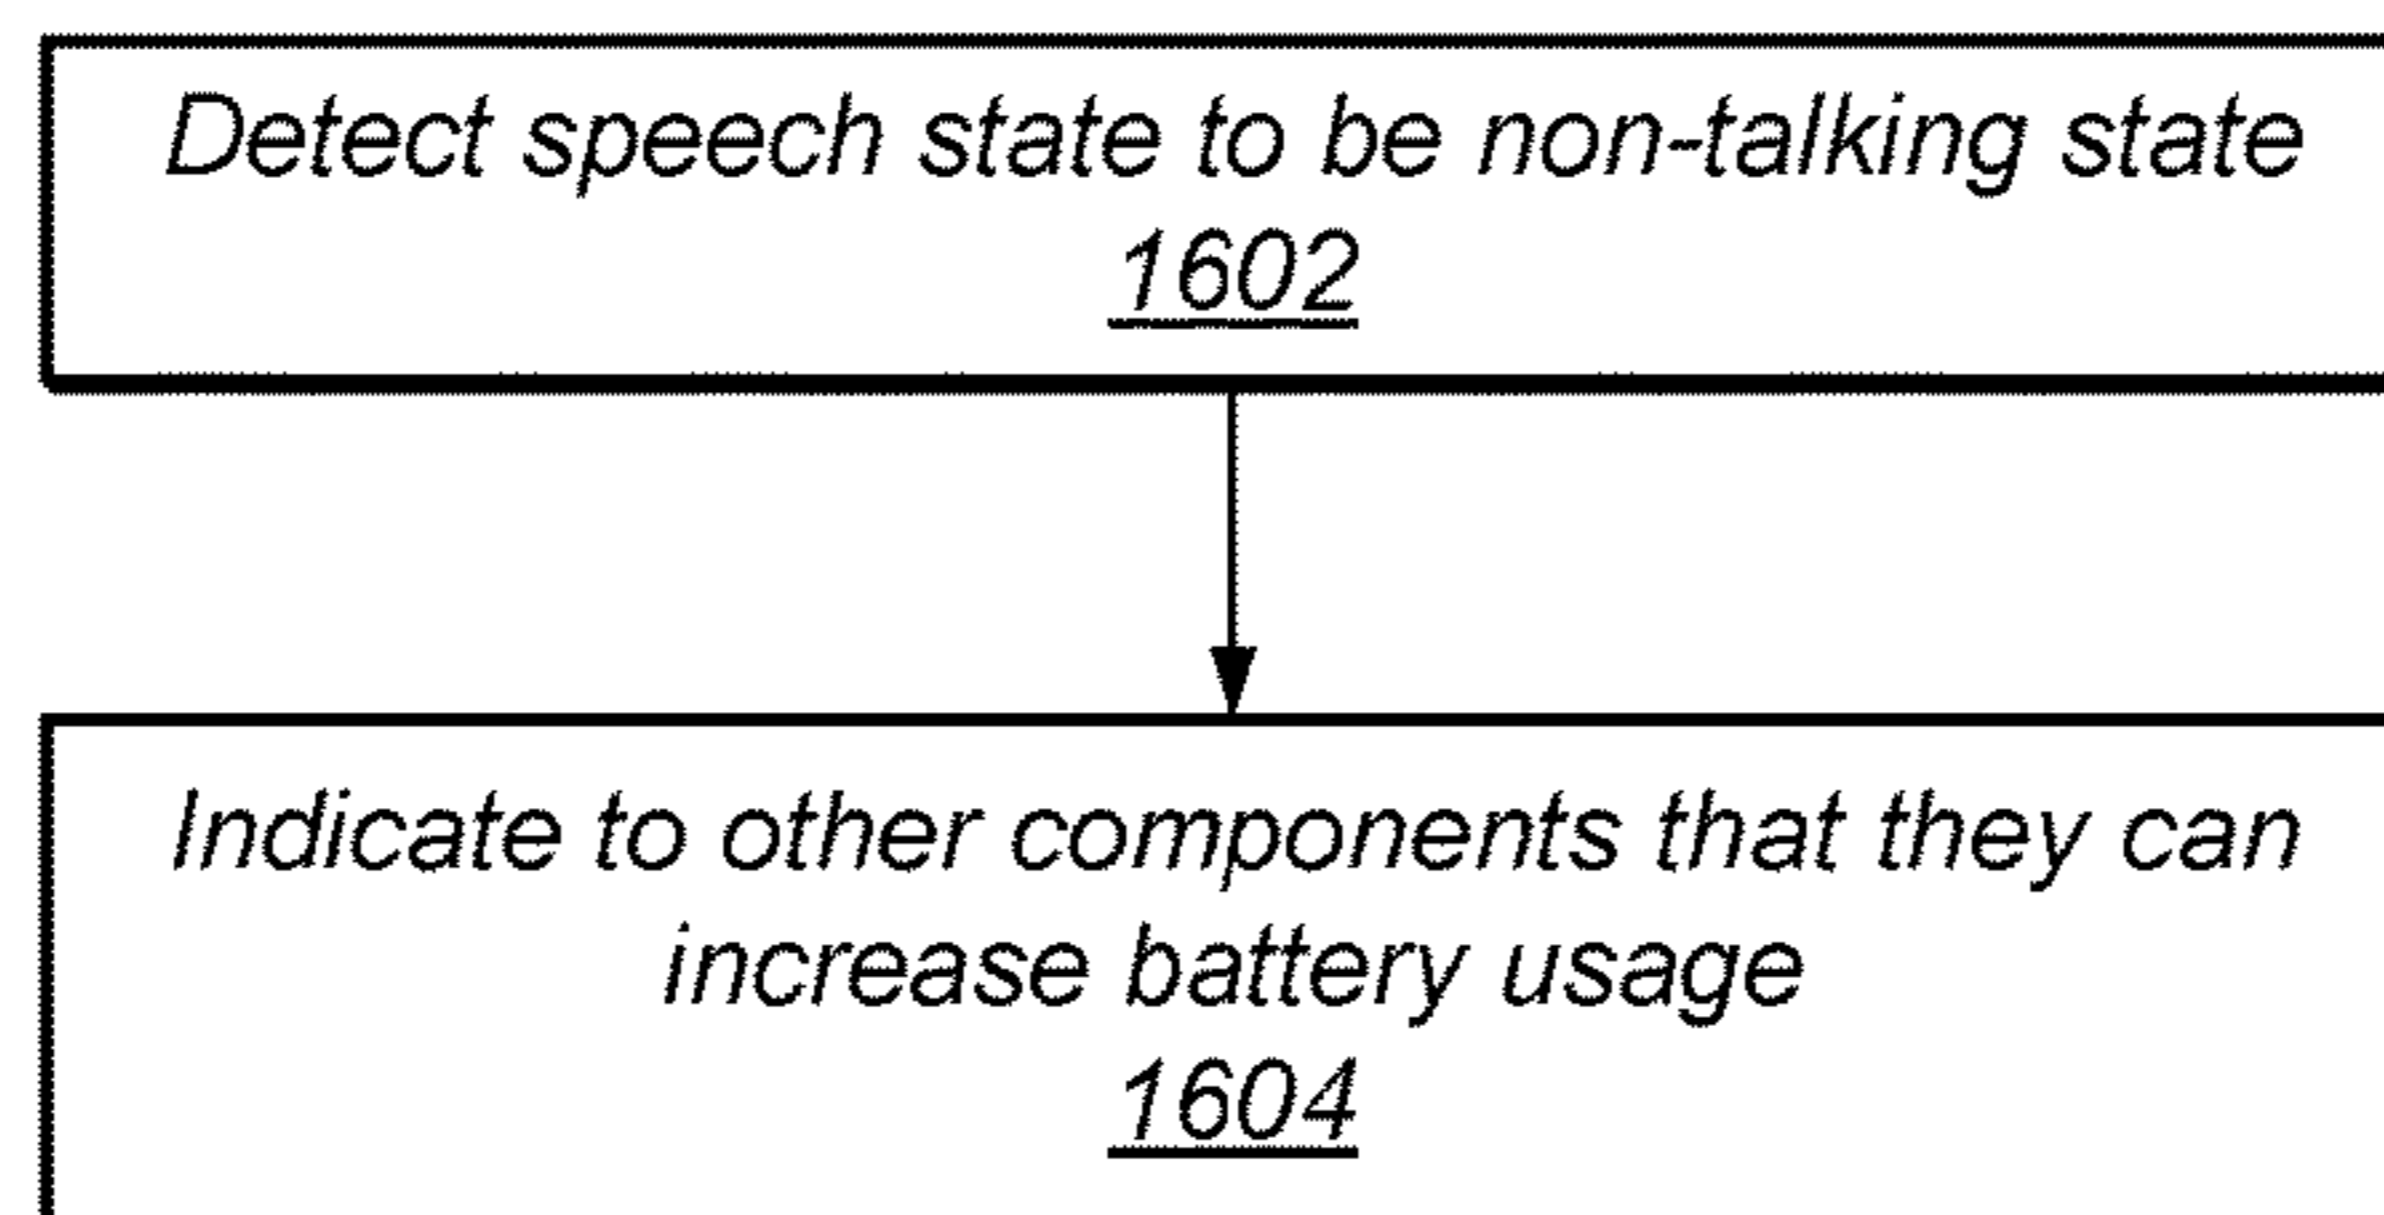 Detect speech state to be non-talking state
1602
Indicate to other components that they can
increase battery usage
1604